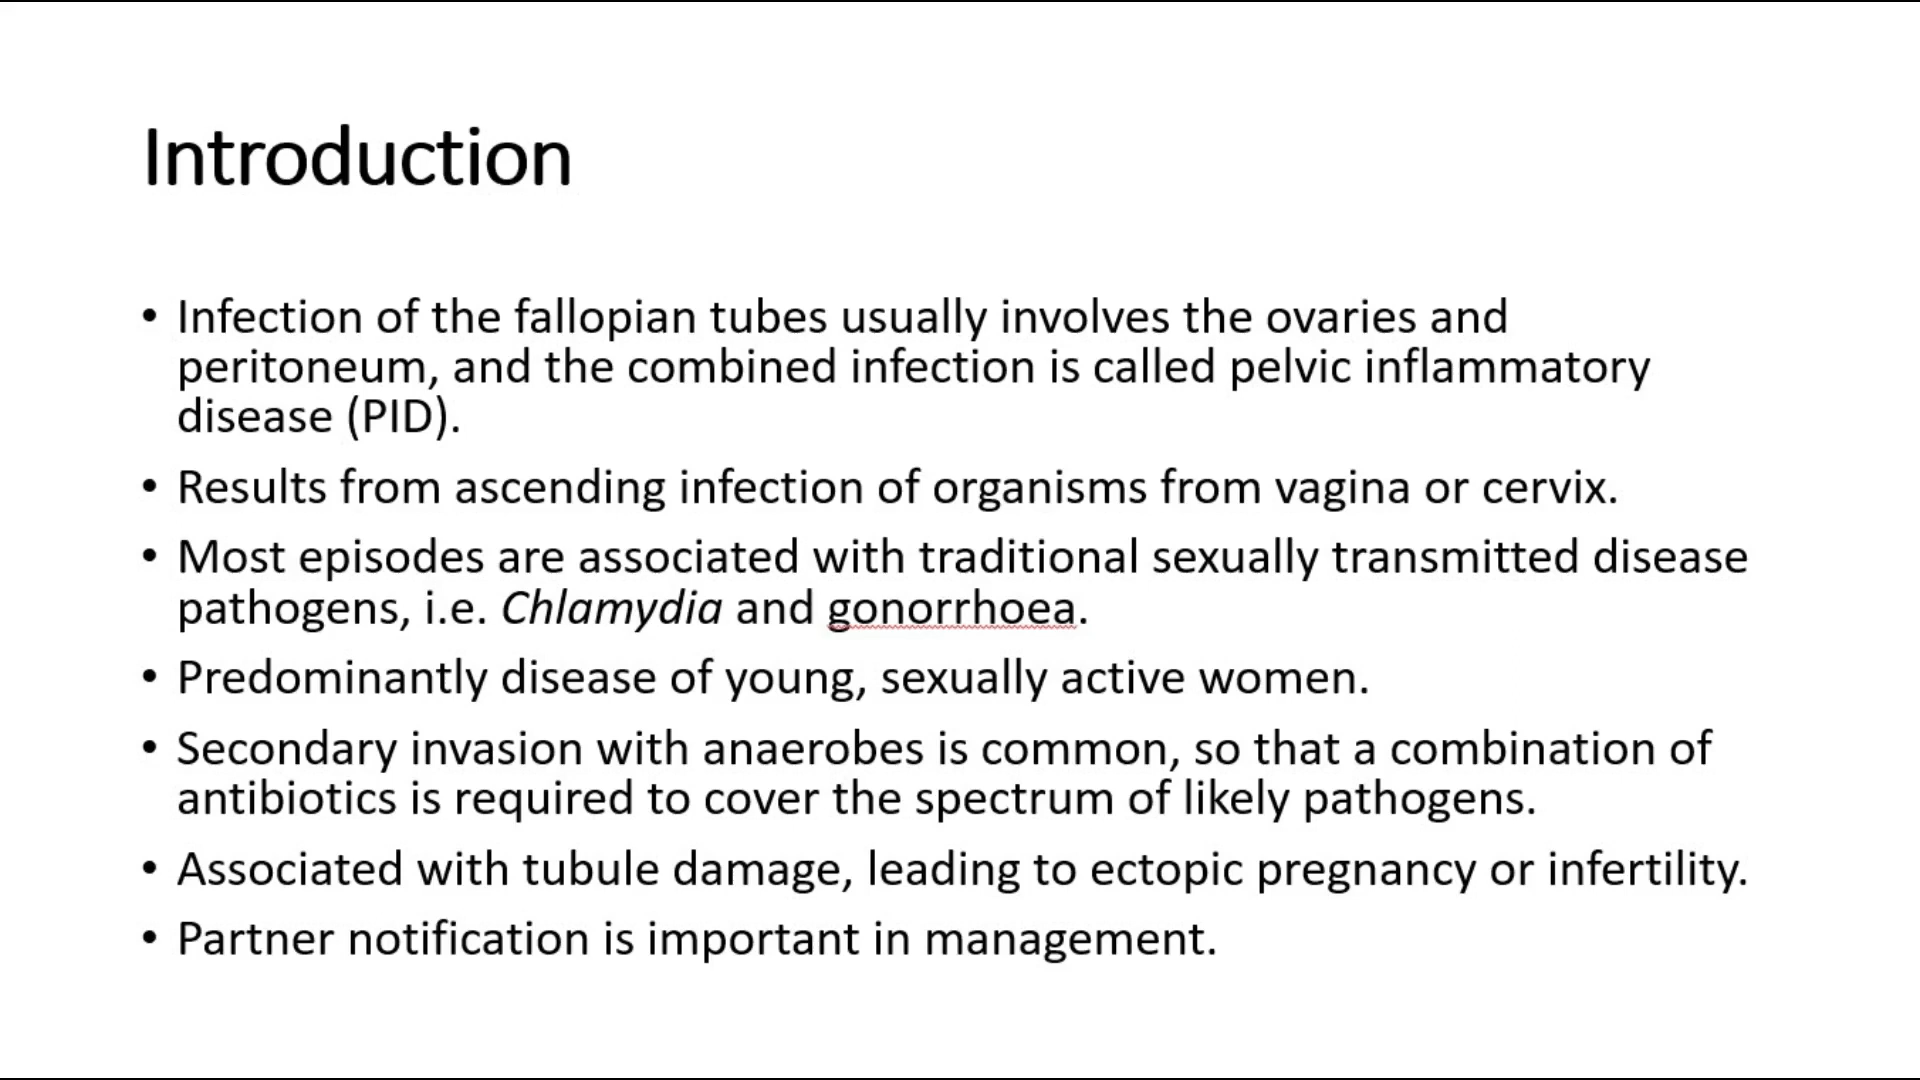 Introduction
• Infection of the fallopian tubes usually involves the ovaries and
peritoneum, and the combined infection is called pelvic inflammatory
disease (PID).
• Results from ascending infection of organisms from vagina or cervix.
• Most episodes are associated with traditional sexually transmitted disease
pathogens, i.e. Chlamydia and gonorrhoea.
• Predominantly disease of young, sexually active women.
• Secondary invasion with anaerobes is common, so that a combination of
antibiotics is required to cover the spectrum of likely pathogens.
• Associated with tubule damage, leading to ectopic pregnancy or infertility.
• Partner notification is important in management.